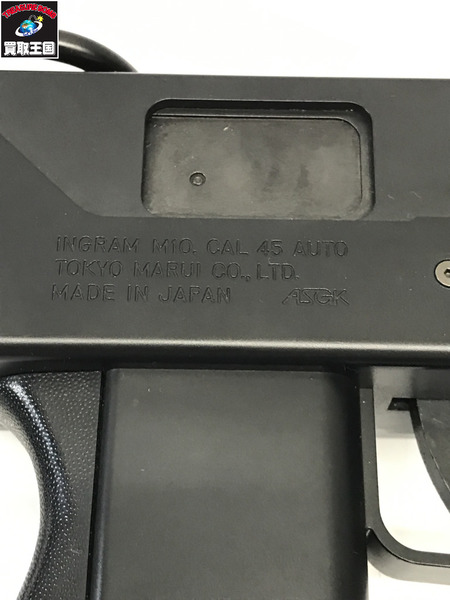 買取王国
INGRAM M10. CAL 45 AUTO
TOKYO MARUI CO., LTD.
MADE IN JAPAN ASGK